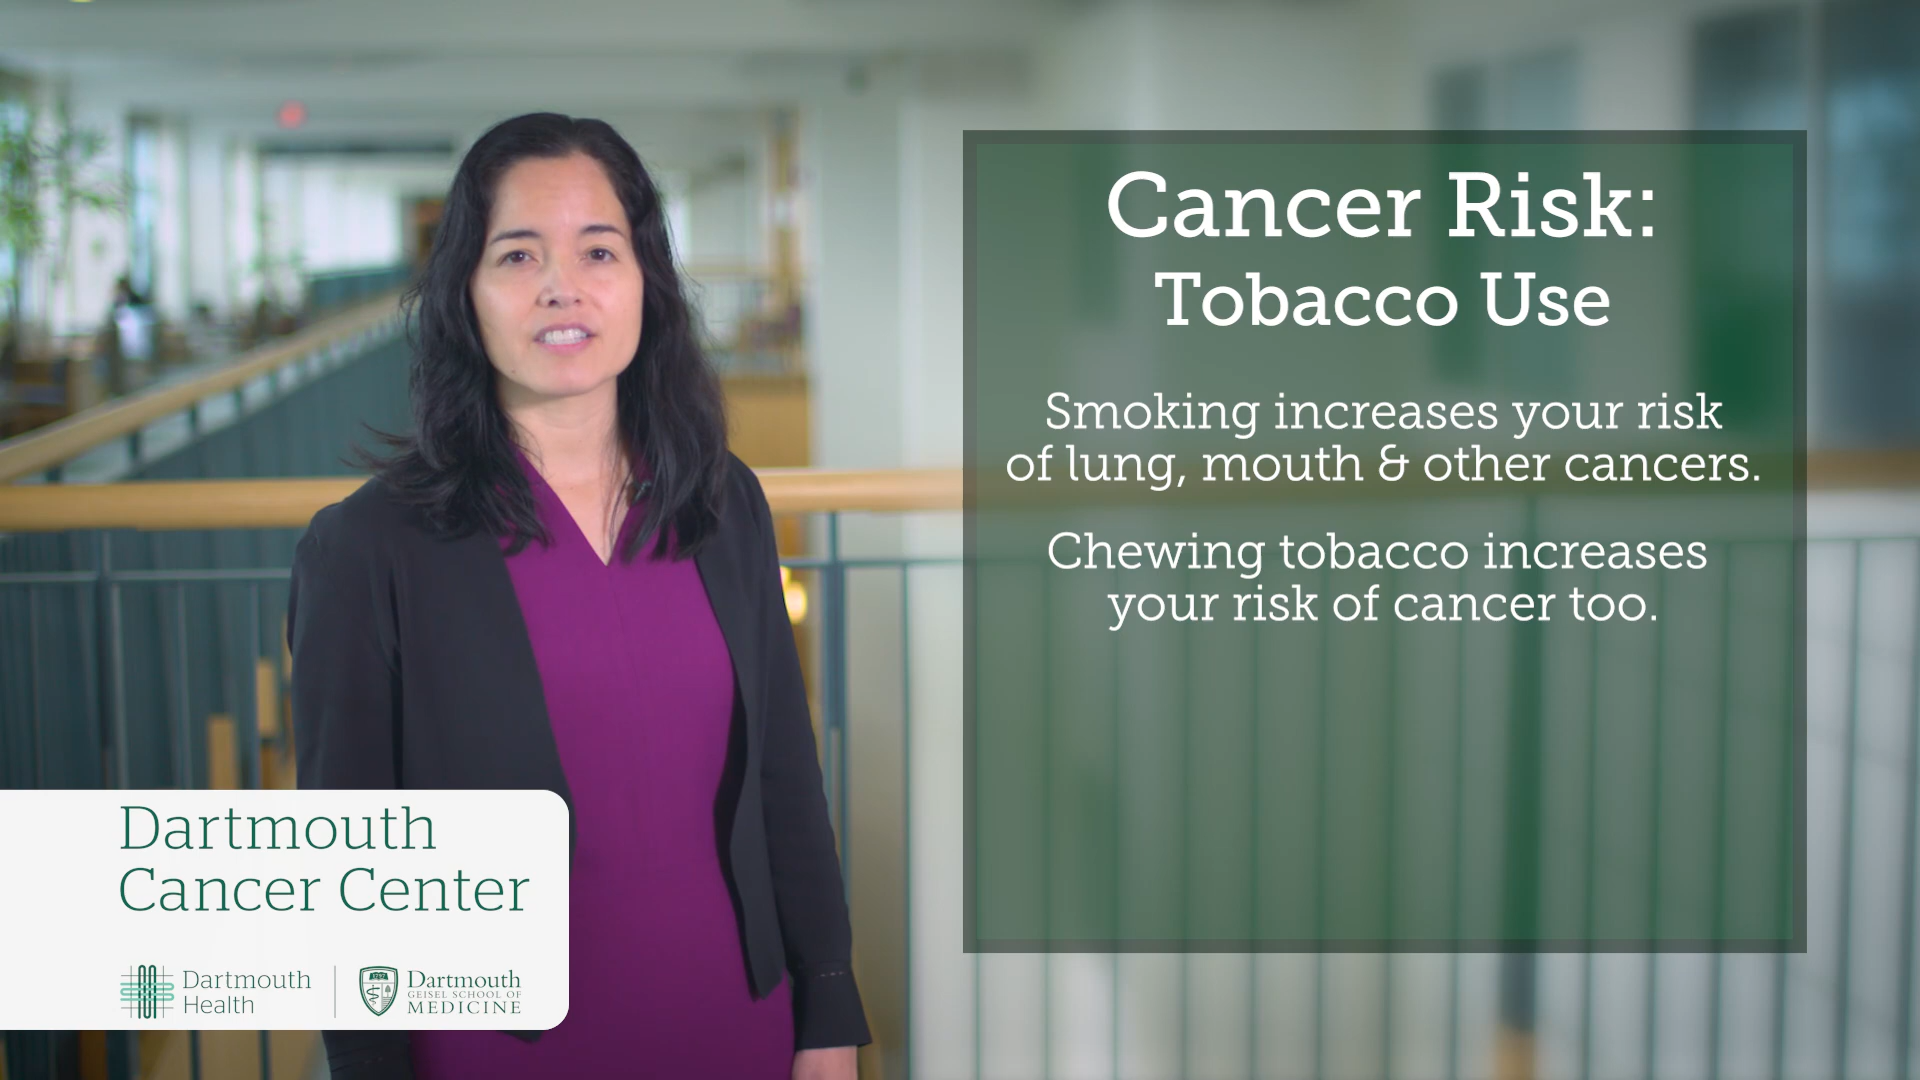 Cancer Risk:
Tobacco Use
Smoking increases your risk
of lung, mouth & other cancers.
Chewing tobacco increases
your risk of cancer too.
Dartmouth
Cancer Center
Dartmouth
Health
Dartmouth
GEISEL SCHOOL OF
MEDICINE